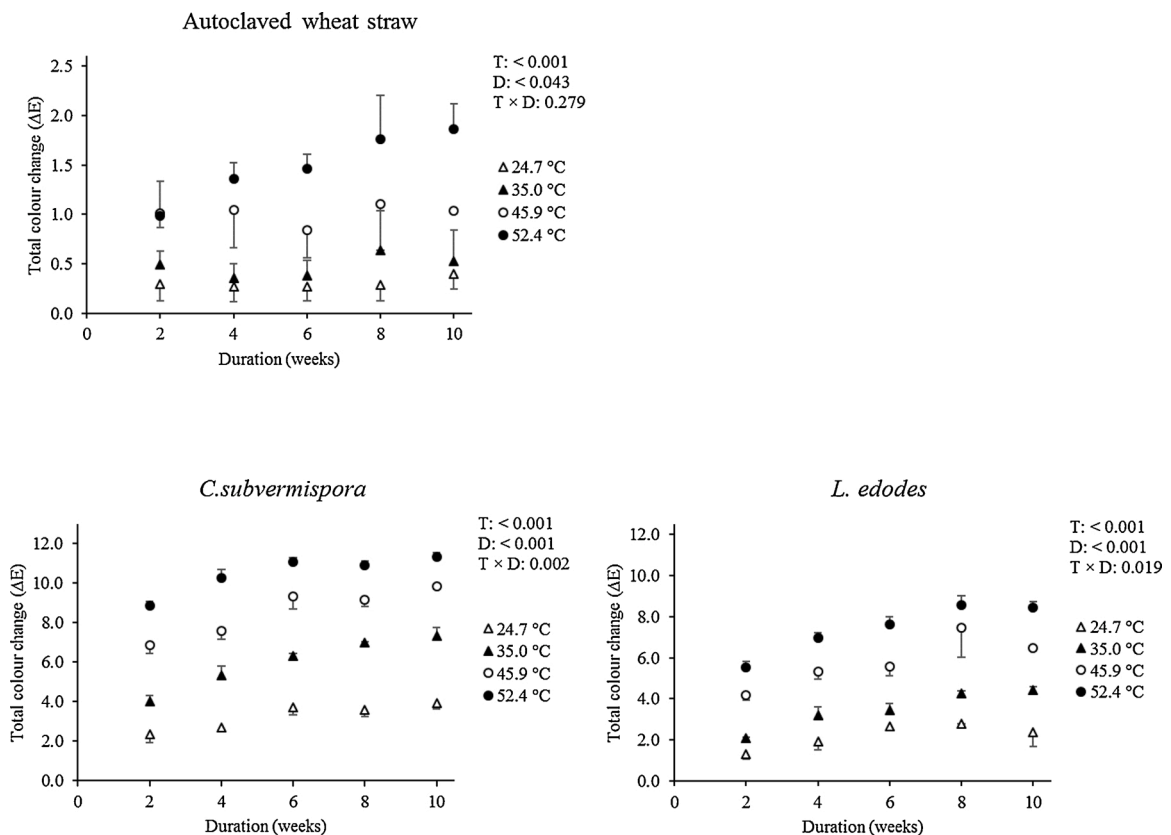 Autoclaved wheat straw
T: < 0.001
D: < 0.043
T × D: 0.279
2.5
2.0
1.5
1.0
0.5
0.0
Total colour change (ΔE)
24.7 °C
35.0 °C
45.9 °C
52.4 °C
0 2 4 6 8 10
Duration (weeks)
C.subvermispora
T: < 0.001
D: < 0.001
T × D: 0.002
12.0
10.0
8.0
6.0
4.0
2.0
0.0
Total colour change (ΔE)
24.7 °C
35.0 °C
45.9 °C
52.4 °C
0 2 4 6 8 10
Duration (weeks)
L. edodes
T: < 0.001
D: < 0.001
T × D: 0.019
12.0
10.0
8.0
6.0
4.0
2.0
0.0
Total colour change (ΔE)
24.7 °C
35.0 °C
45.9 °C
52.4 °C
0 2 4 6 8 10
Duration (weeks)